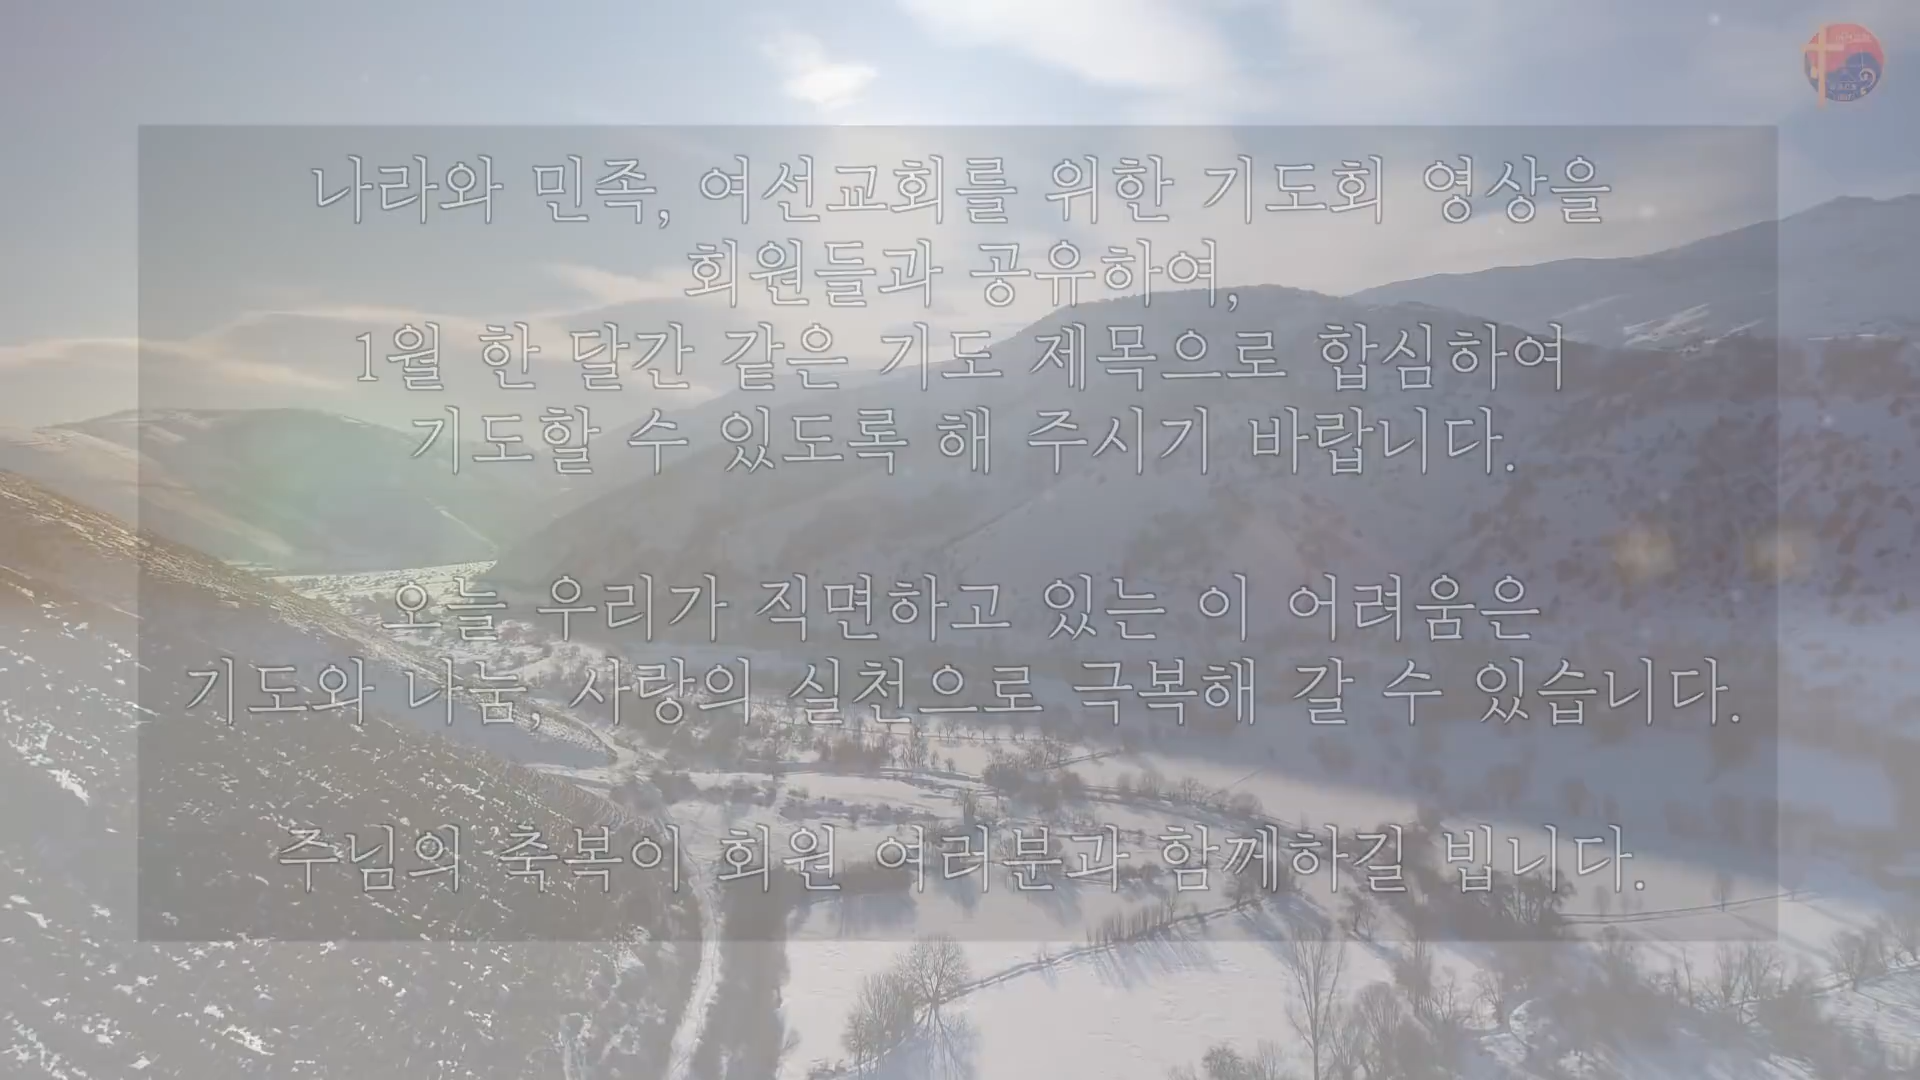 나라와 민족, 여선교회를 위한 기도회 영상을
회원들과 공유하여,
1월 한 달간 같은 기도 제목으로 합심하여
기도할 수 있도록 해 주시기 바랍니다.
오늘 우리가 직면하고 있는 이 어려움은
기도와 나눔, 사랑의 실천으로 극복해 갈 수 있습니다.
주님의 축복이 회원 여러분과 함께하길 빕니다.